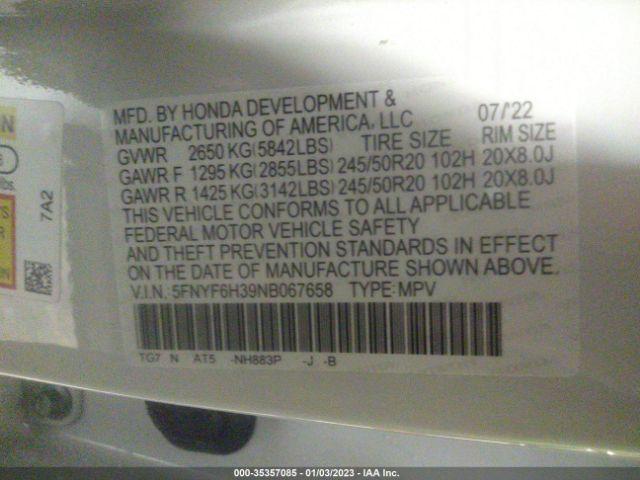 MFD. BY HONDA DEVELOPMENT &
MANUFACTURING OF AMERICA, LLC 07/'22
GVWR 2650 KG(5842LBS) TIRE SIZE RIM SIZE
GAWR F 1295 KG(2855LBS) 245/50R20 102H 20X8.0J
GAWR R 1425 KG(3142LBS) 245/50R20 102H 20X8.0J
THIS VEHICLE CONFORMS TO ALL APPLICABLE
FEDERAL MOTOR VEHICLE SAFETY
AND THEFT PREVENTION STANDARDS IN EFFECT
ON THE DATE OF MANUFACTURE SHOWN ABOVE.
V.I.N.: 5FNYF6H39NB067658 TYPE: MPV
TG7 N AT5 -NH883P -J -B
7A2
lbs.
000-35357085 - 01/03/2023 - IAA Inc.